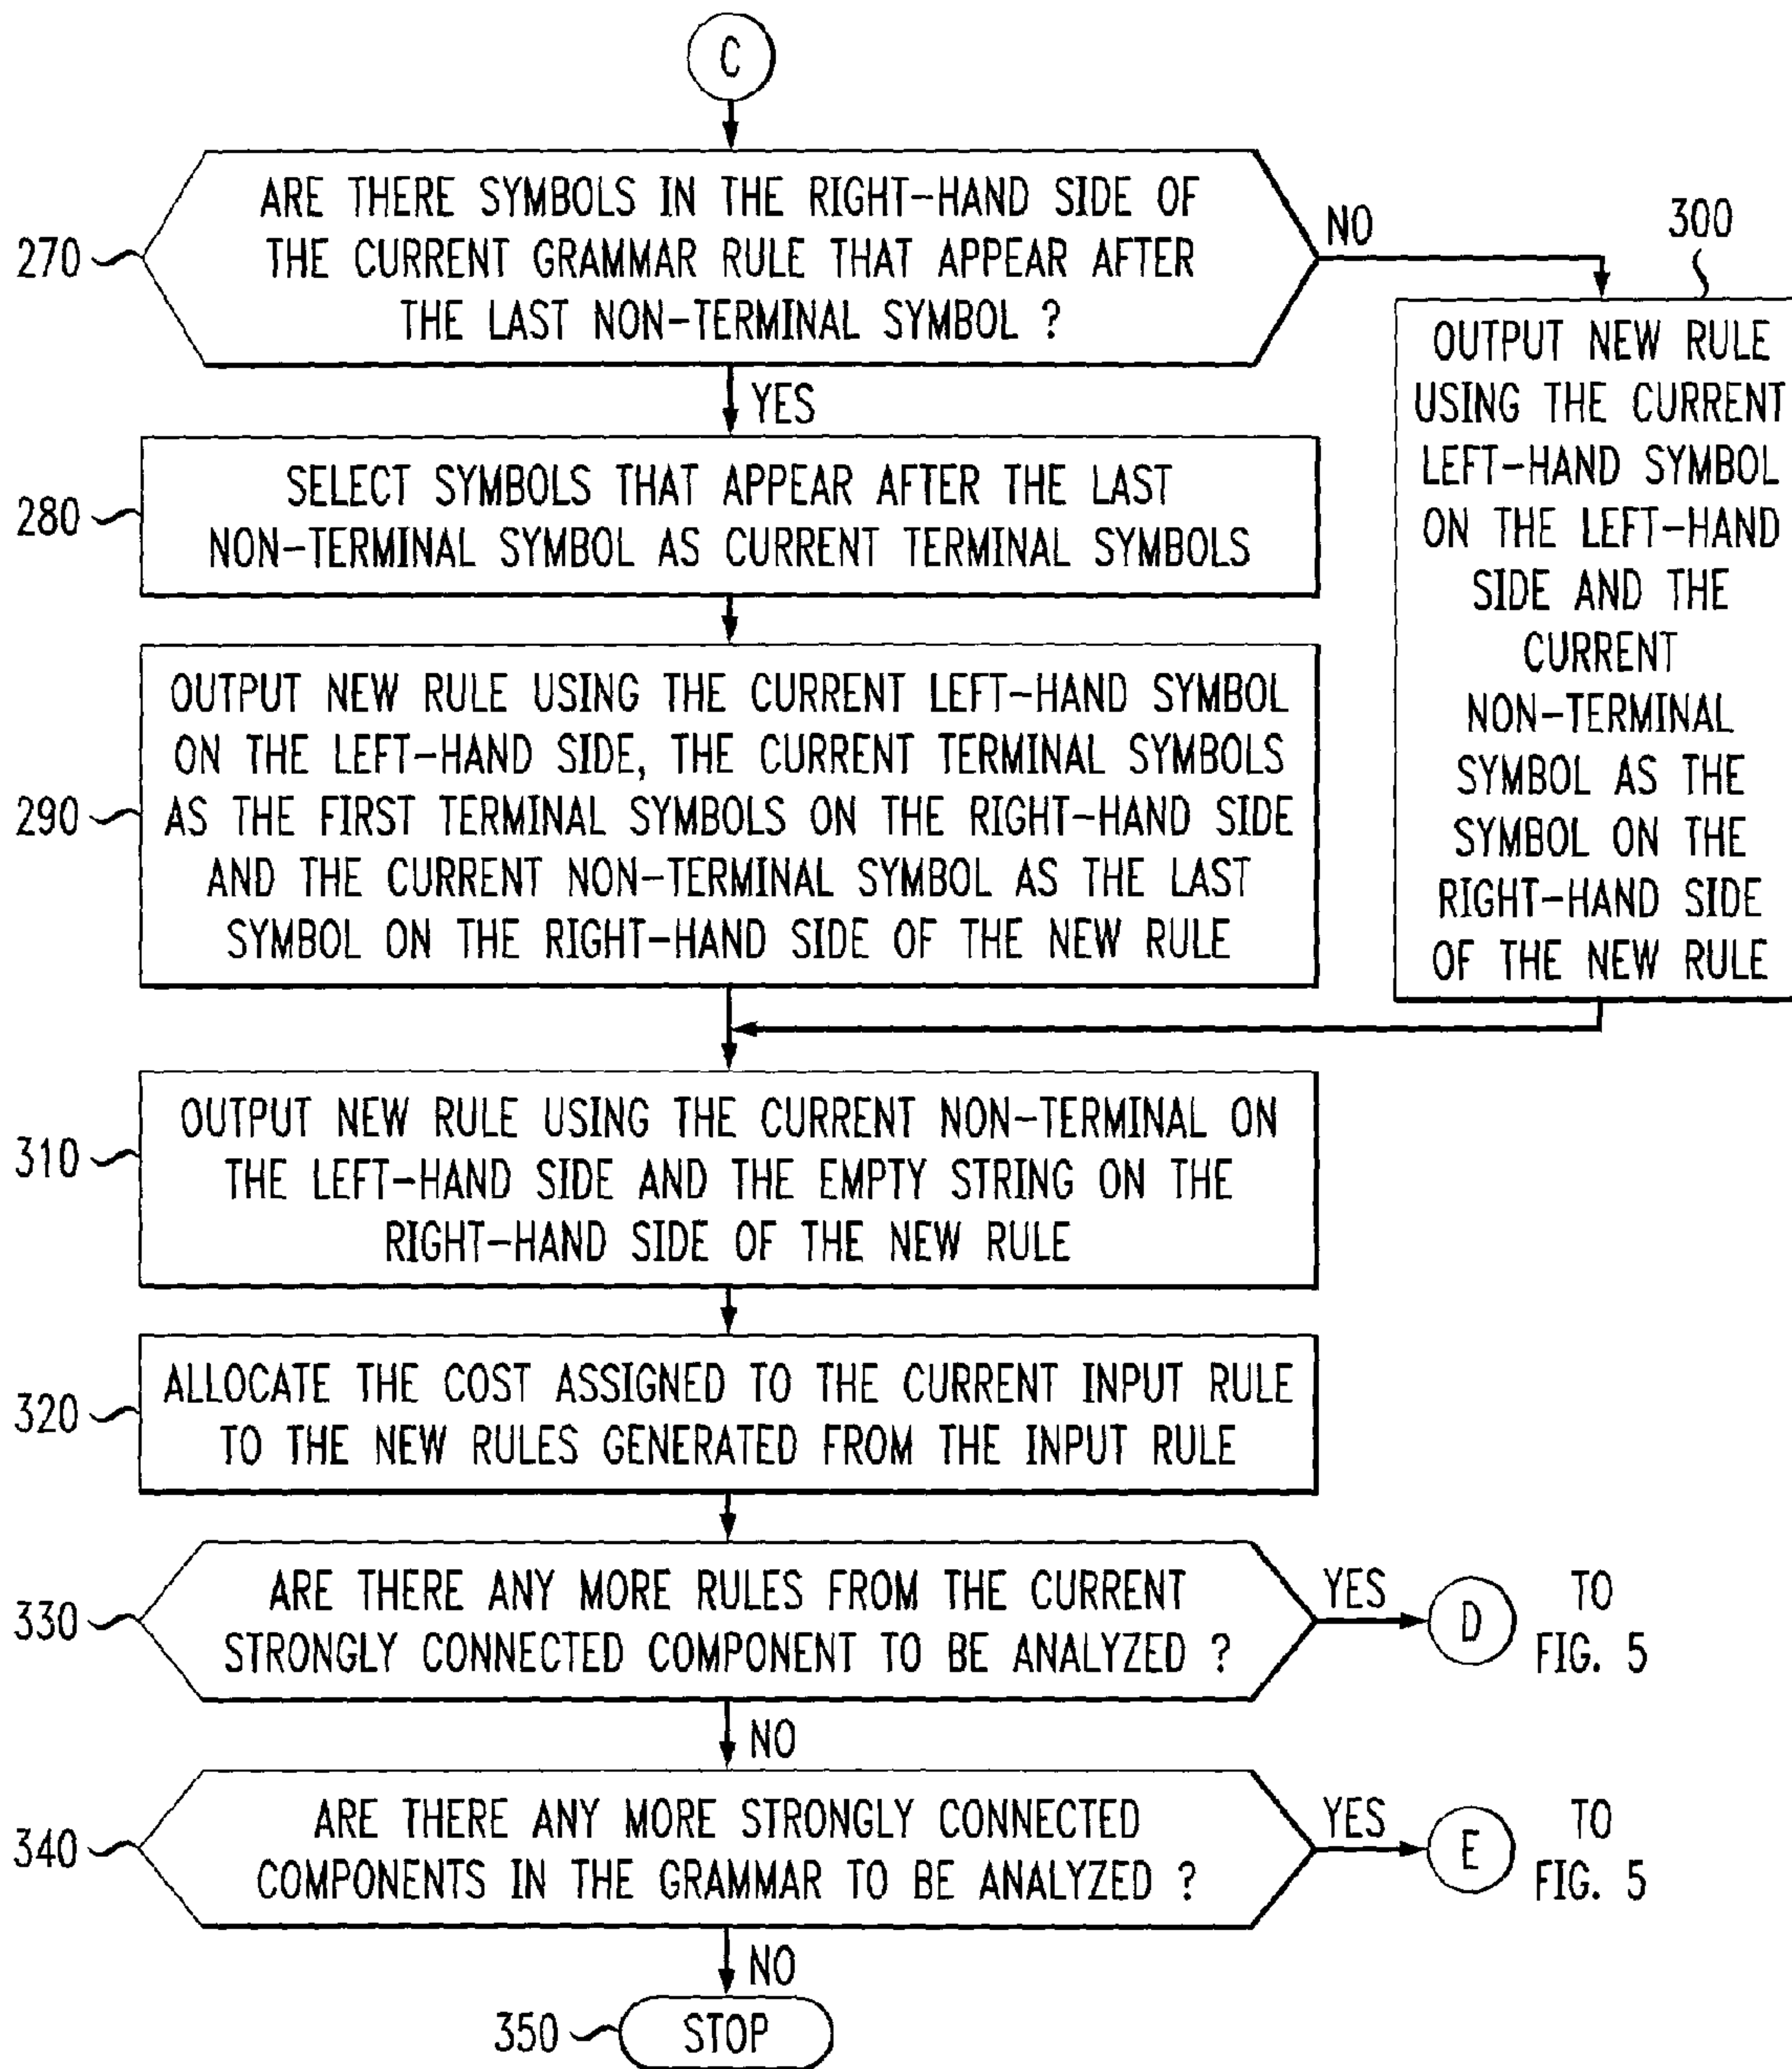 C
270
ARE THERE SYMBOLS IN THE RIGHT-HAND SIDE OF
THE CURRENT GRAMMAR RULE THAT APPEAR AFTER
THE LAST NON-TERMINAL SYMBOL ?
NO
YES
300
OUTPUT NEW RULE
USING THE CURRENT
LEFT-HAND SYMBOL
ON THE LEFT-HAND
SIDE AND THE
CURRENT
NON-TERMINAL
SYMBOL AS THE
SYMBOL ON THE
RIGHT-HAND SIDE
OF THE NEW RULE
280
SELECT SYMBOLS THAT APPEAR AFTER THE LAST
NON-TERMINAL SYMBOL AS CURRENT TERMINAL SYMBOLS
290
OUTPUT NEW RULE USING THE CURRENT LEFT-HAND SYMBOL
ON THE LEFT-HAND SIDE, THE CURRENT TERMINAL SYMBOLS
AS THE FIRST TERMINAL SYMBOLS ON THE RIGHT-HAND SIDE
AND THE CURRENT NON-TERMINAL SYMBOL AS THE LAST
SYMBOL ON THE RIGHT-HAND SIDE OF THE NEW RULE
310
OUTPUT NEW RULE USING THE CURRENT NON-TERMINAL ON
THE LEFT-HAND SIDE AND THE EMPTY STRING ON THE
RIGHT-HAND SIDE OF THE NEW RULE
320
ALLOCATE THE COST ASSIGNED TO THE CURRENT INPUT RULE
TO THE NEW RULES GENERATED FROM THE INPUT RULE
330
ARE THERE ANY MORE RULES FROM THE CURRENT
STRONGLY CONNECTED COMPONENT TO BE ANALYZED ?
YES
D
TO
FIG. 5
NO
340
ARE THERE ANY MORE STRONGLY CONNECTED
COMPONENTS IN THE GRAMMAR TO BE ANALYZED ?
YES
E
TO
FIG. 5
NO
350
STOP